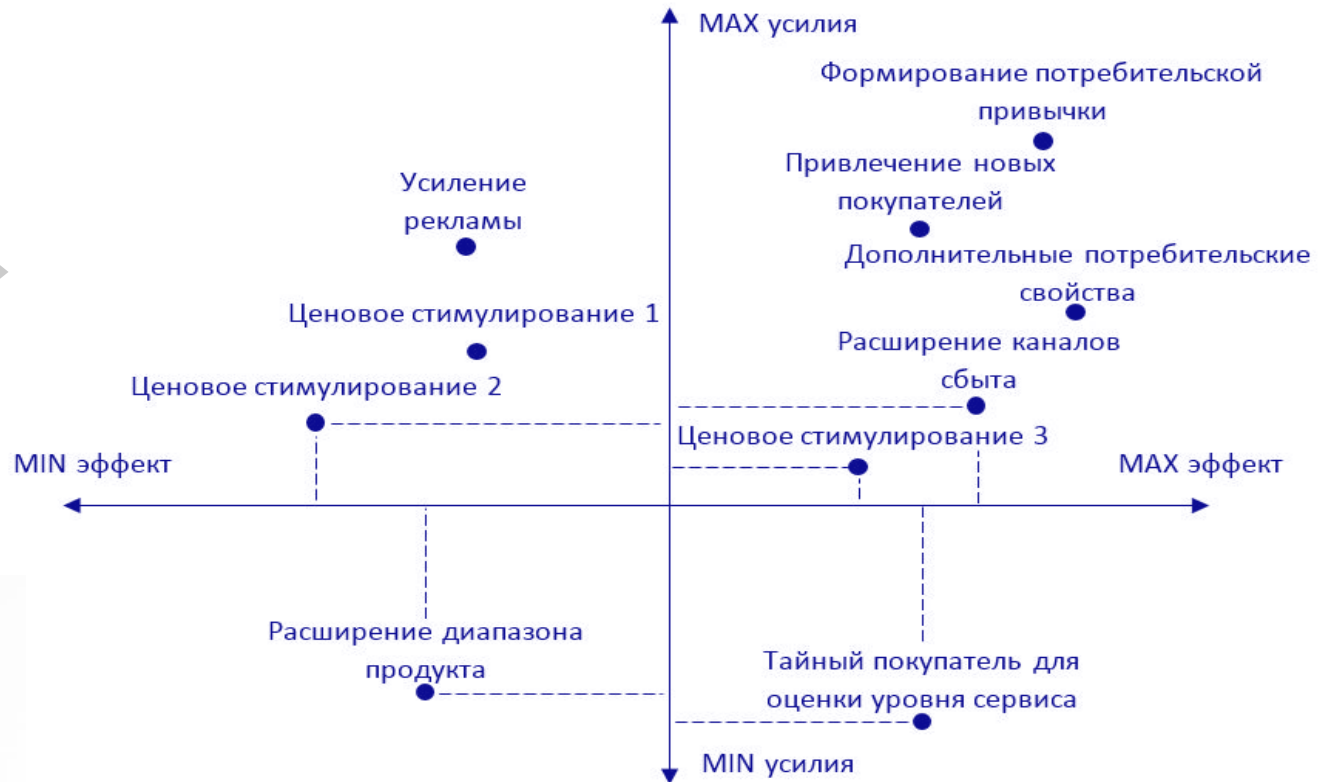 MAX усилия
Формирование потребительской
привычки
Привлечение новых
покупателей
Усиление
рекламы
Дополнительные потребительские
свойства
Ценовое стимулирование 1
Расширение каналов
сбыта
Ценовое стимулирование 2
Ценовое стимулирование 3
MIN эффект
MAX эффект
Расширение диапазона
продукта
Тайный покупатель для
оценки уровня сервиса
MIN усилия